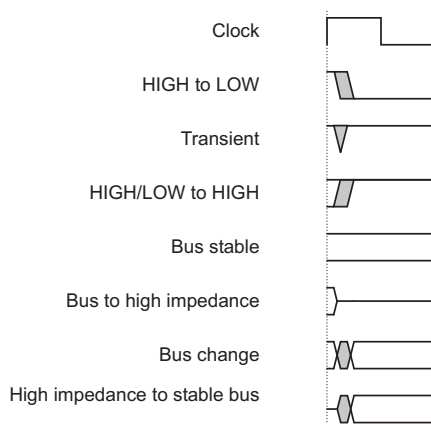 Clock
HIGH to LOW
Transient
HIGH/LOW to HIGH
Bus stable
Bus to high impedance
Bus change
High impedance to stable bus